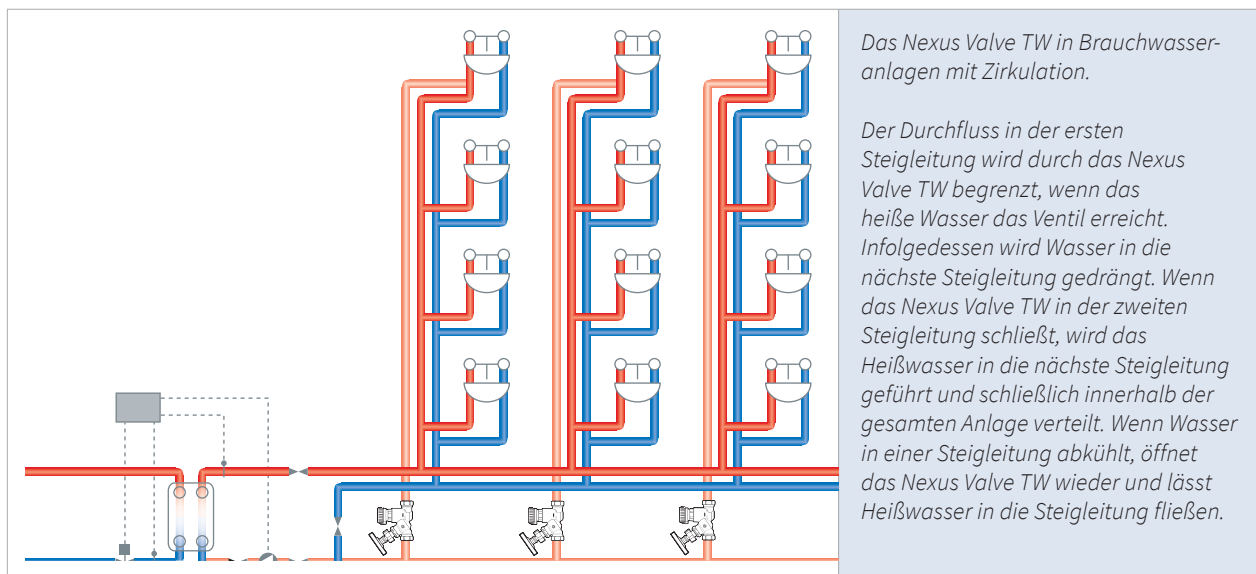 Das Nexus Valve TW in Brauchwasser-
anlagen mit Zirkulation.
Der Durchfluss in der ersten
Steigleitung wird durch das Nexus
Valve TW begrenzt, wenn das
heiße Wasser das Ventil erreicht.
Infolgedessen wird Wasser in die
nächste Steigleitung gedrängt. Wenn
das Nexus Valve TW in der zweiten
Steigleitung schließt, wird das
Heißwasser in die nächste Steigleitung
geführt und schließlich innerhalb der
gesamten Anlage verteilt. Wenn Wasser
in einer Steigleitung abkühlt, öffnet
das Nexus Valve TW wieder und lässt
Heißwasser in die Steigleitung fließen.